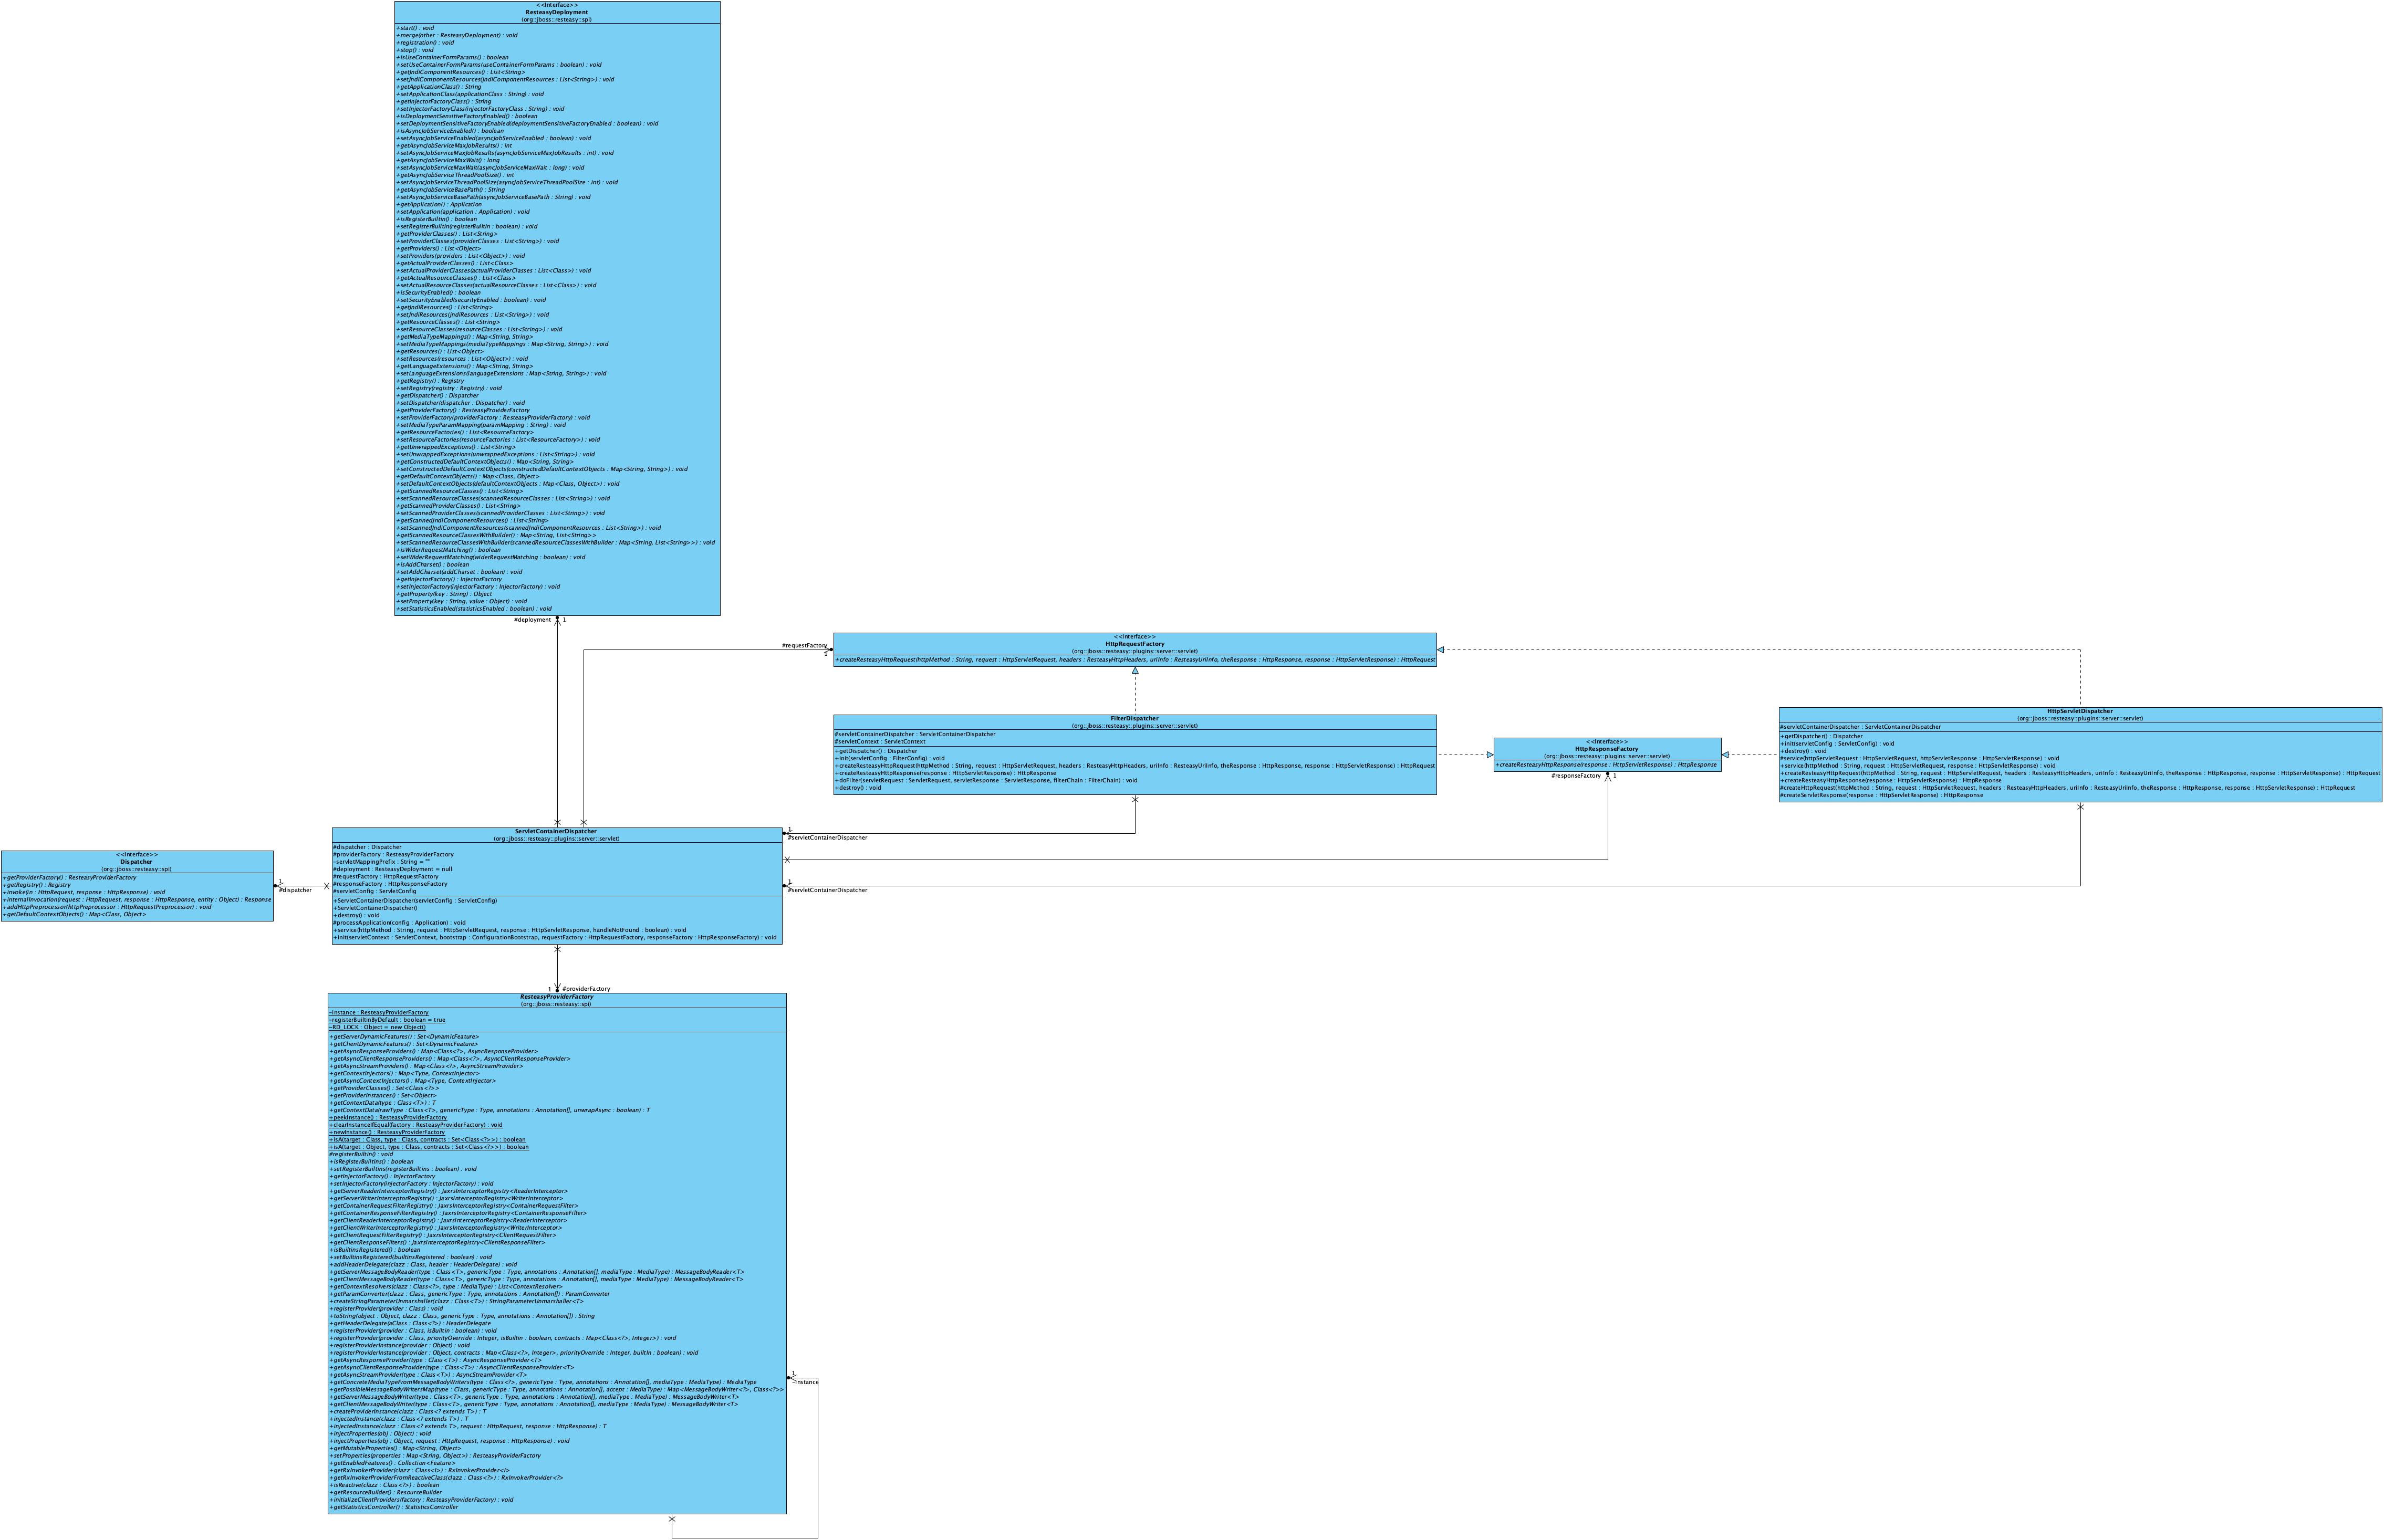 <<Interface>>
ResteasyDeployment
(org::jboss::resteasy::spi)
+start() : void
+merge(other : ResteasyDeployment) : void
+registration() : void
+stop() : void
+isUseContainerFormParams() : boolean
+setUseContainerFormParams(useContainerFormParams : boolean) : void
+getJndiComponentResources() : List<String>
+setJndiComponentResources(jndiComponentResources : List<String>) : void
+getApplicationClass() : String
+setApplicationClass(applicationClass : String) : void
+getInjectorFactoryClass() : String
+setInjectorFactoryClass(injectorFactoryClass : String) : void
+isDeploymentSensitiveFactoryEnabled() : boolean
+setDeploymentSensitiveFactoryEnabled(deploymentSensitiveFactoryEnabled : boolean) : void
+isAsyncJobServiceEnabled() : boolean
+setAsyncJobServiceEnabled(asyncJobServiceEnabled : boolean) : void
+getAsyncJobServiceMaxJobResults() : int
+setAsyncJobServiceMaxJobResults(asyncJobServiceMaxJobResults : int) : void
+getAsyncJobServiceMaxWait() : long
+setAsyncJobServiceMaxWait(asyncJobServiceMaxWait : long) : void
+getAsyncJobServiceThreadPoolSize() : int
+setAsyncJobServiceThreadPoolSize(asyncJobServiceThreadPoolSize : int) : void
+getAsyncJobServiceBasePath() : String
+setAsyncJobServiceBasePath(asyncJobServiceBasePath : String) : void
+getApplication() : Application
+setApplication(application : Application) : void
+isRegisterBuiltin() : boolean
+setRegisterBuiltin(registerBuiltin : boolean) : void
+getProviderClasses() : List<String>
+setProviderClasses(providerClasses : List<String>) : void
+getProviders() : List<Object>
+setProviders(providers : List<Object>) : void
+getActualProviderClasses() : List<Class>
+setActualProviderClasses(actualProviderClasses : List<Class>) : void
+getActualResourceClasses() : List<Class>
+setActualResourceClasses(actualResourceClasses : List<Class>) : void
+isSecurityEnabled() : boolean
+setSecurityEnabled(securityEnabled : boolean) : void
+getJndiResources() : List<String>
+setJndiResources(jndiResources : List<String>) : void
+getResourceClasses() : List<String>
+setResourceClasses(resourceClasses : List<String>) : void
+getMediaTypeMappings() : Map<String, String>
+setMediaTypeMappings(mediaTypeMappings : Map<String, String>) : void
+getResources() : List<Object>
+setResources(resources : List<Object>) : void
+getLanguageExtensions() : Map<String, String>
+setLanguageExtensions(languageExtensions : Map<String, String>) : void
+getRegistry() : Registry
+setRegistry(registry : Registry) : void
+getDispatcher() : Dispatcher
+setDispatcher(dispatcher : Dispatcher) : void
+getProviderFactory() : ResteasyProviderFactory
+setProviderFactory(providerFactory : ResteasyProviderFactory) : void
+setMediaTypeParamMapping(paramMapping : String) : void
+getResourceFactories() : List<ResourceFactory>
+setResourceFactories(resourceFactories : List<ResourceFactory>) : void
+getUnwrappedExceptions() : List<String>
+setUnwrappedExceptions(unwrappedExceptions : List<String>) : void
+getConstructedDefaultContextObjects() : Map<String, String>
+setConstructedDefaultContextObjects(constructedDefaultContextObjects : Map<String, String>) : void
+getDefaultContextObjects() : Map<Class, Object>
+setDefaultContextObjects(defaultContextObjects : Map<Class, Object>) : void
+getScannedResourceClasses() : List<String>
+setScannedResourceClasses(scannedResourceClasses : List<String>) : void
+getScannedProviderClasses() : List<String>
+setScannedProviderClasses(scannedProviderClasses : List<String>) : void
+getScannedJndiComponentResources() : List<String>
+setScannedJndiComponentResources(scannedJndiComponentResources : List<String>) : void
+getScannedResourceClassesWithBuilder() : Map<String, List<String>>
+setScannedResourceClassesWithBuilder(scannedResourceClassesWithBuilder : Map<String, List<String>>) : void
+isWiderRequestMatching() : boolean
+setWiderRequestMatching(widerRequestMatching : boolean) : void
+isAddCharset() : boolean
+setAddCharset(addCharset : boolean) : void
+getInjectorFactory() : InjectorFactory
+setInjectorFactory(injectorFactory : InjectorFactory) : void
+getProperty(key : String) : Object
+setProperty(key : String, value : Object) : void
+setStatisticsEnabled(statisticsEnabled : boolean) : void
#deployment 1
#requestFactory
1
<<Interface>>
HttpRequestFactory
(org::jboss::resteasy::plugins::server::servlet)
+createResteasyHttpRequest(httpMethod : String, request : HttpServletRequest, headers : ResteasyHttpHeaders, uriInfo : ResteasyUriInfo, theResponse : HttpResponse, response : HttpServletResponse) : HttpRequest
FilterDispatcher
(org::jboss::resteasy::plugins::server::servlet)
#servletContainerDispatcher : ServletContainerDispatcher
#servletContext : ServletContext
+getDispatcher() : Dispatcher
+init(servletConfig : FilterConfig) : void
+createResteasyHttpRequest(httpMethod : String, request : HttpServletRequest, headers : ResteasyHttpHeaders, uriInfo : ResteasyUriInfo, theResponse : HttpResponse, response : HttpServletResponse) : HttpRequest
+createResteasyHttpResponse(response : HttpServletResponse) : HttpResponse
+doFilter(servletRequest : ServletRequest, servletResponse : ServletResponse, filterChain : FilterChain) : void
+destroy() : void
<<Interface>>
HttpResponseFactory
(org::jboss::resteasy::plugins::server::servlet)
+createResteasyHttpResponse(response : HttpServletResponse) : HttpResponse
#responseFactory 1
HttpServletDispatcher
(org::jboss::resteasy::plugins::server::servlet)
#servletContainerDispatcher : ServletContainerDispatcher
+getDispatcher() : Dispatcher
+init(servletConfig : ServletConfig) : void
+destroy() : void
#service(httpServletRequest : HttpServletRequest, httpServletResponse : HttpServletResponse) : void
+service(httpMethod : String, request : HttpServletRequest, response : HttpServletResponse) : void
+createResteasyHttpRequest(httpMethod : String, request : HttpServletRequest, headers : ResteasyHttpHeaders, uriInfo : ResteasyUriInfo, theResponse : HttpResponse, response : HttpServletResponse) : HttpRequest
+createResteasyHttpResponse(response : HttpServletResponse) : HttpResponse
#createHttpRequest(httpMethod : String, request : HttpServletRequest, headers : ResteasyHttpHeaders, uriInfo : ResteasyUriInfo, theResponse : HttpResponse, response : HttpServletResponse) : HttpRequest
#createServletResponse(response : HttpServletResponse) : HttpResponse
<<Interface>>
Dispatcher
(org::jboss::resteasy::spi)
+getProviderFactory() : ResteasyProviderFactory
+getRegistry() : Registry
+invoke(in : HttpRequest, response : HttpResponse) : void
+internalInvocation(request : HttpRequest, response : HttpResponse, entity : Object) : Response
+addHttpPreprocessor(httpPreprocessor : HttpRequestPreprocessor) : void
+getDefaultContextObjects() : Map<Class, Object>
1
#dispatcher
ServletContainerDispatcher
(org::jboss::resteasy::plugins::server::servlet)
#dispatcher : Dispatcher
#providerFactory : ResteasyProviderFactory
-servletMappingPrefix : String = ""
#deployment : ResteasyDeployment = null
#requestFactory : HttpRequestFactory
#responseFactory : HttpResponseFactory
#servletConfig : ServletConfig
+ServletContainerDispatcher(servletConfig : ServletConfig)
+ServletContainerDispatcher()
+destroy() : void
#processApplication(config : Application) : void
+service(httpMethod : String, request : HttpServletRequest, response : HttpServletResponse, handleNotFound : boolean) : void
+init(servletContext : ServletContext, bootstrap : ConfigurationBootstrap, requestFactory : HttpRequestFactory, responseFactory : HttpResponseFactory) : void
1
#servletContainerDispatcher
1
#servletContainerDispatcher
1 #providerFactory
ResteasyProviderFactory
(org::jboss::resteasy::spi)
-instance : ResteasyProviderFactory
-registerBuiltinByDefault : boolean = true
-RD_LOCK : Object = new Object()
+getServerDynamicFeatures() : Set<DynamicFeature>
+getClientDynamicFeatures() : Set<DynamicFeature>
+getAsyncResponseProviders() : Map<Class<?>, AsyncResponseProvider>
+getAsyncClientResponseProviders() : Map<Class<?>, AsyncClientResponseProvider>
+getAsyncStreamProviders() : Map<Class<?>, AsyncStreamProvider>
+getContextInjectors() : Map<Type, ContextInjector>
+getAsyncContextInjectors() : Map<Type, ContextInjector>
+getProviderClasses() : Set<Class<?>>
+getProviderInstances() : Set<Object>
+getContextData(type : Class<T>) : T
+getContextData(rawType : Class<T>, genericType : Type, annotations : Annotation[], unwrapAsync : boolean) : T
+peekInstance() : ResteasyProviderFactory
+clearInstanceIfEqual(factory : ResteasyProviderFactory) : void
+newInstance() : ResteasyProviderFactory
+isA(target : Class, type : Class, contracts : Set<Class<?>>) : boolean
+isA(target : Object, type : Class, contracts : Set<Class<?>>) : boolean
#registerBuiltin() : void
+isRegisterBuiltins() : boolean
+setRegisterBuiltins(registerBuiltins : boolean) : void
+getInjectorFactory() : InjectorFactory
+setInjectorFactory(injectorFactory : InjectorFactory) : void
+getServerReaderInterceptorRegistry() : JaxrsInterceptorRegistry<ReaderInterceptor>
+getServerWriterInterceptorRegistry() : JaxrsInterceptorRegistry<WriterInterceptor>
+getContainerRequestFilterRegistry() : JaxrsInterceptorRegistry<ContainerRequestFilter>
+getContainerResponseFilterRegistry() : JaxrsInterceptorRegistry<ContainerResponseFilter>
+getClientReaderInterceptorRegistry() : JaxrsInterceptorRegistry<ReaderInterceptor>
+getClientWriterInterceptorRegistry() : JaxrsInterceptorRegistry<WriterInterceptor>
+getClientRequestFilterRegistry() : JaxrsInterceptorRegistry<ClientRequestFilter>
+getClientResponseFilters() : JaxrsInterceptorRegistry<ClientResponseFilter>
+isBuiltinsRegistered() : boolean
+setBuiltinsRegistered(builtinsRegistered : boolean) : void
+addHeaderDelegate(clazz : Class, header : HeaderDelegate) : void
+getServerMessageBodyReader(type : Class<T>, genericType : Type, annotations : Annotation[], mediaType : MediaType) : MessageBodyReader<T>
+getClientMessageBodyReader(type : Class<T>, genericType : Type, annotations : Annotation[], mediaType : MediaType) : MessageBodyReader<T>
+getContextResolvers(clazz : Class<?>, type : MediaType) : List<ContextResolver>
+getParamConverter(clazz : Class, genericType : Type, annotations : Annotation[]) : ParamConverter
+createStringParameterUnmarshaller(clazz : Class<T>) : StringParameterUnmarshaller<T>
+registerProvider(provider : Class) : void
+toString(object : Object, clazz : Class, genericType : Type, annotations : Annotation[]) : String
+getHeaderDelegate(aClass : Class<?>) : HeaderDelegate
+registerProvider(provider : Class, isBuiltin : boolean) : void
+registerProvider(provider : Class, priorityOverride : Integer, isBuiltin : boolean, contracts : Map<Class<?>, Integer>) : void
+registerProviderInstance(provider : Object) : void
+registerProviderInstance(provider : Object, contracts : Map<Class<?>, Integer>, priorityOverride : Integer, builtIn : boolean) : void
+getAsyncResponseProvider(type : Class<T>) : AsyncResponseProvider<T>
+getAsyncClientResponseProvider(type : Class<T>) : AsyncClientResponseProvider<T>
+getAsyncStreamProvider(type : Class<T>) : AsyncStreamProvider<T>
+getConcreteMediaTypeFromMessageBodyWriters(type : Class<?>, genericType : Type, annotations : Annotation[], mediaType : MediaType) : MediaType
+getPossibleMessageBodyWritersMap(type : Class, genericType : Type, annotations : Annotation[], accept : MediaType) : Map<MessageBodyWriter<?>, Class<?>>
+getServerMessageBodyWriter(type : Class<T>, genericType : Type, annotations : Annotation[], mediaType : MediaType) : MessageBodyWriter<T>
+getClientMessageBodyWriter(type : Class<T>, genericType : Type, annotations : Annotation[], mediaType : MediaType) : MessageBodyWriter<T>
+createProviderInstance(clazz : Class<? extends T>) : T
+injectedInstance(clazz : Class<? extends T>) : T
+injectedInstance(clazz : Class<? extends T>, request : HttpRequest, response : HttpResponse) : T
+injectProperties(obj : Object) : void
+injectProperties(obj : Object, request : HttpRequest, response : HttpResponse) : void
+getMutableProperties() : Map<String, Object>
+setProperties(properties : Map<String, Object>) : ResteasyProviderFactory
+getEnabledFeatures() : Collection<Feature>
+getRxInvokerProvider(clazz : Class<I>) : RxInvokerProvider<I>
+getRxInvokerProviderFromReactiveClass(clazz : Class<?>) : RxInvokerProvider<?>
+isReactive(clazz : Class<?>) : boolean
+getResourceBuilder() : ResourceBuilder
+initializeClientProviders(factory : ResteasyProviderFactory) : void
+getStatisticsController() : StatisticsController
1
-instance